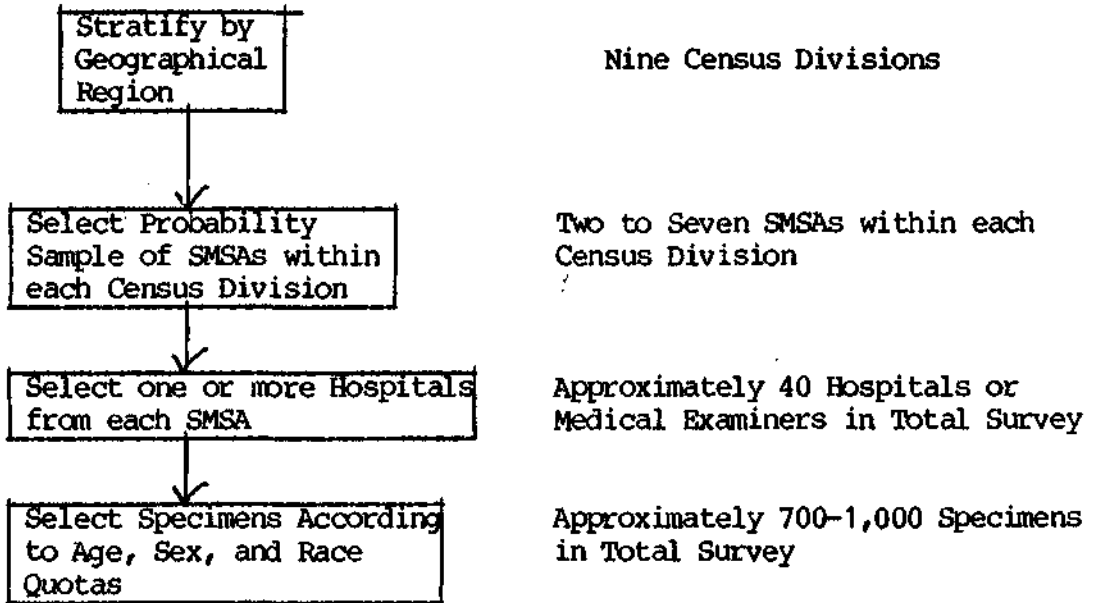 Stratify by
Geographical
Region
Nine Census Divisions
Select Probability
Sample of SMSAs within
each Census Division
Two to Seven SMSAs within each
Census Division
Select one or more Hospitals
from each SMSA
Approximately 40 Hospitals or
Medical Examiners in Total Survey
Select Specimens According
to Age, Sex, and Race
Quotas
Approximately 700-1,000 Specimens
in Total Survey